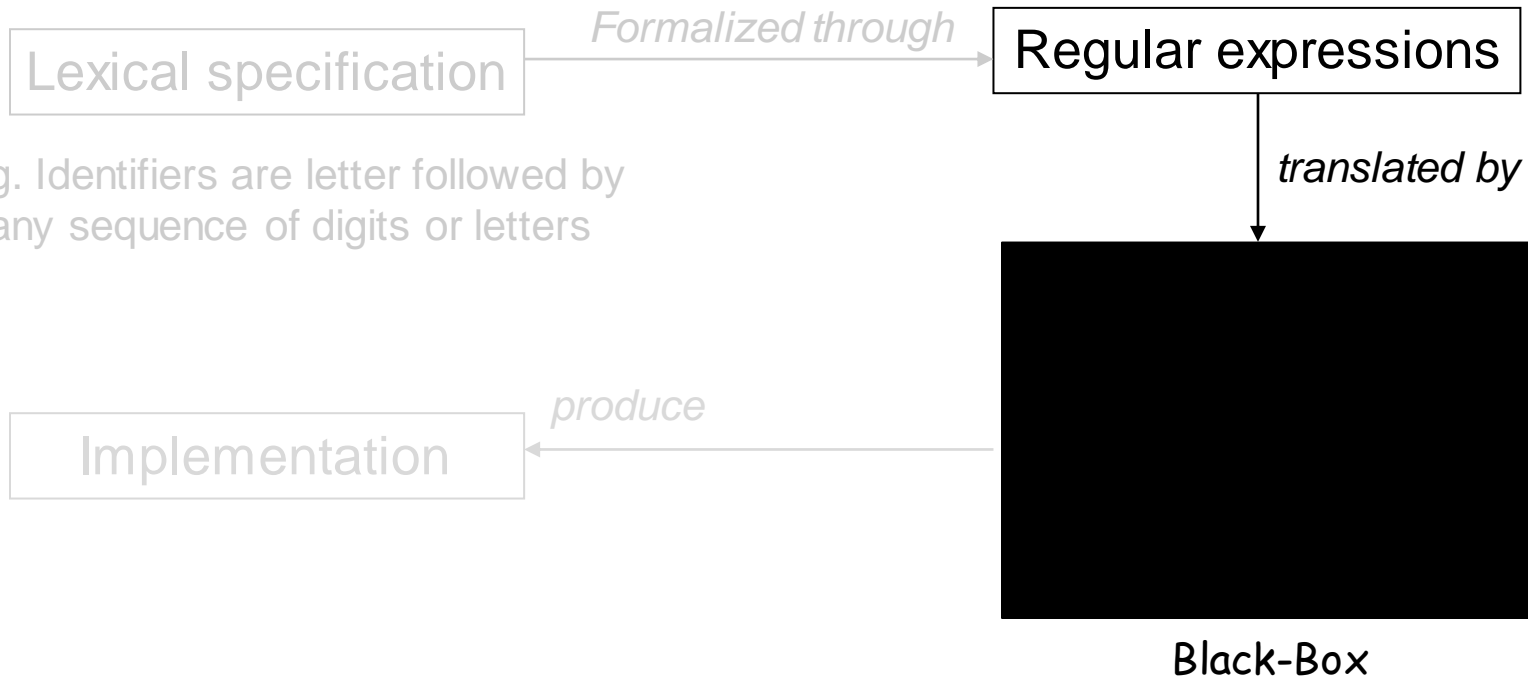 Formalized through
Lexical specification
Regular expressions
g. Identifiers are letter followed by
any sequence of digits or letters
translated by
produce
Implementation
Black-Box